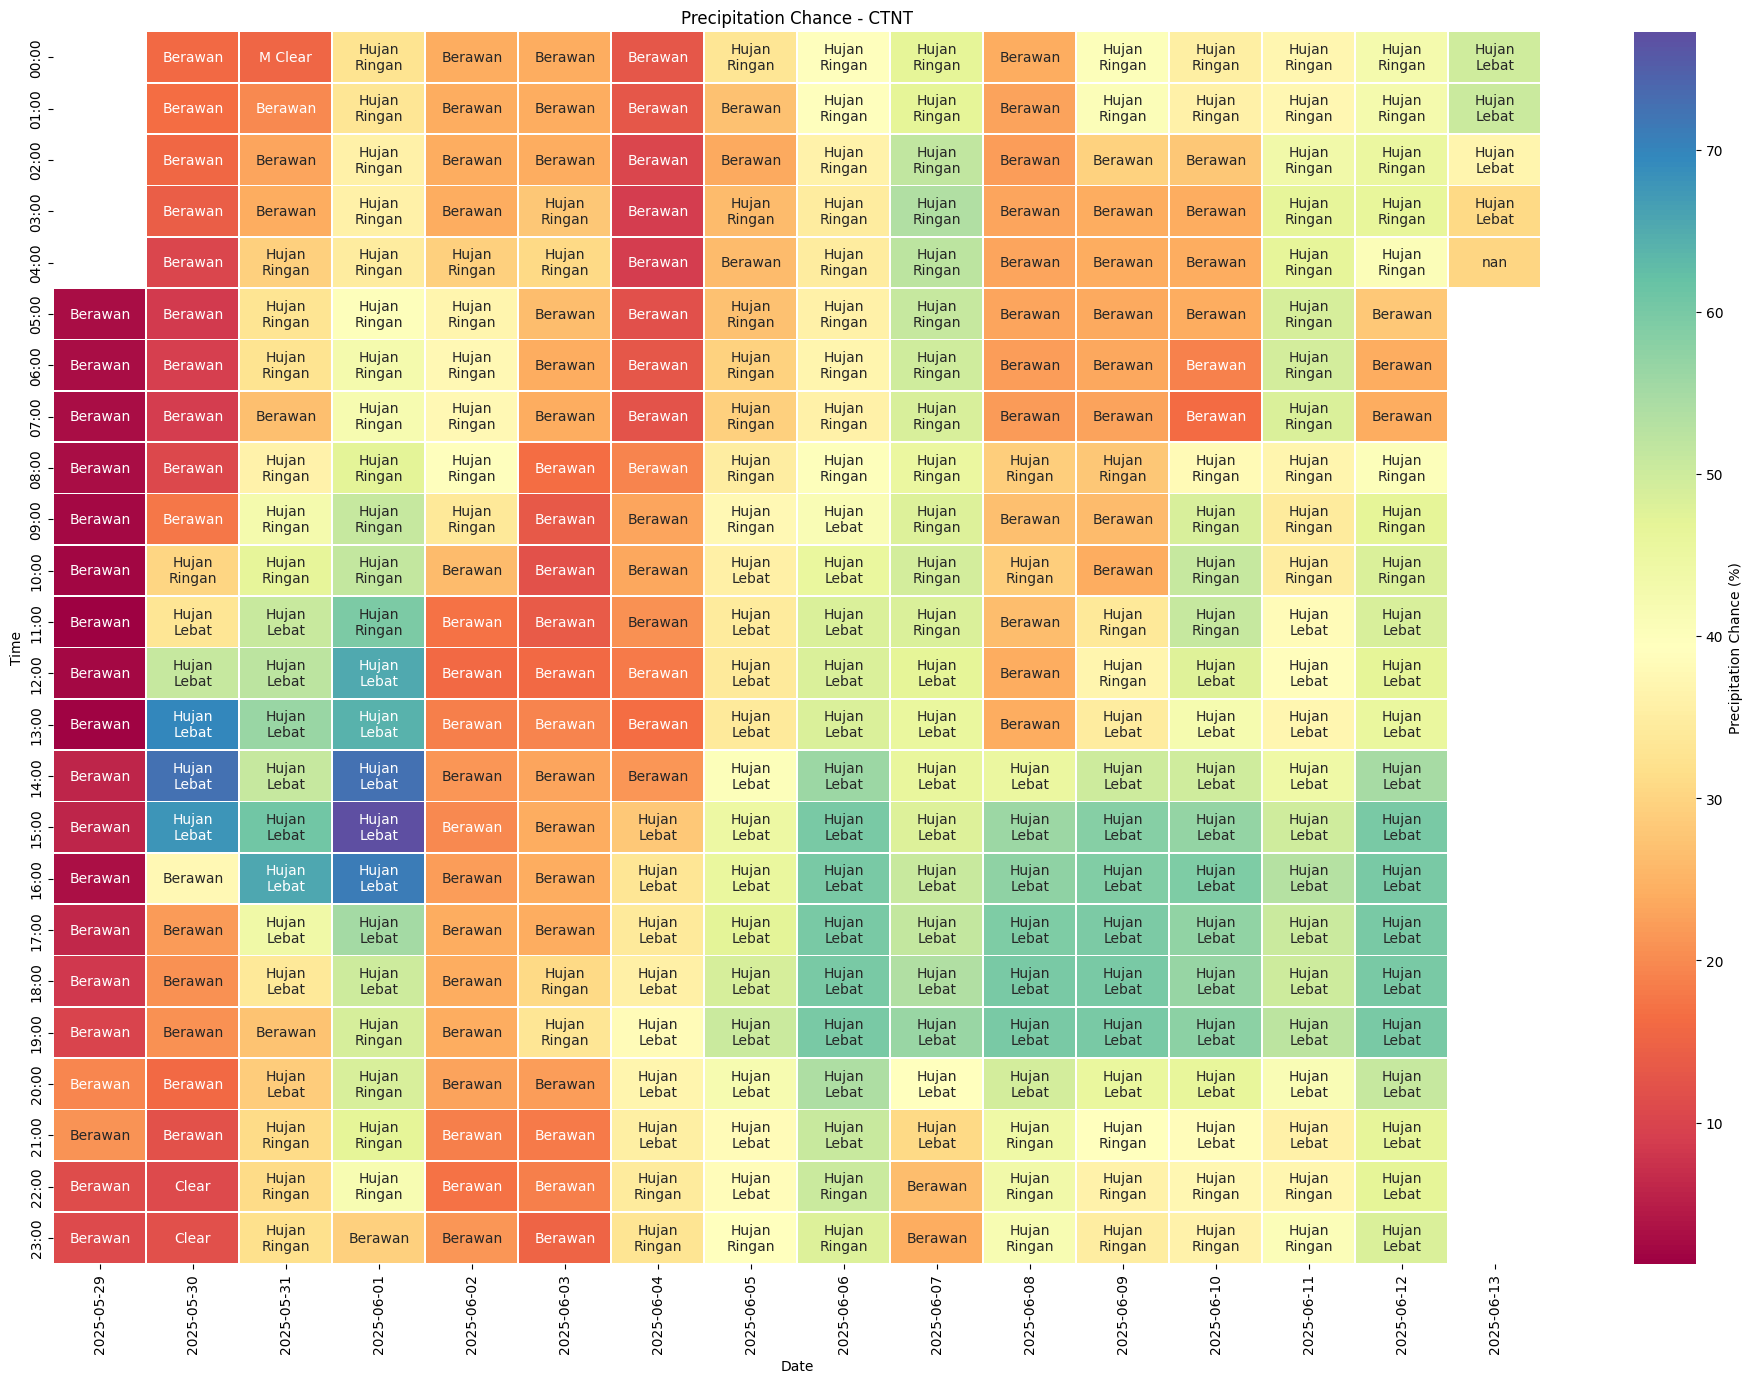 Precipitation Chance - CTNT
Time
00:00 Berawan M Clear Hujan Ringan Berawan Berawan Berawan Hujan Ringan Hujan Ringan Hujan Ringan Berawan Hujan Ringan Hujan Ringan Hujan Ringan Hujan Ringan Hujan Lebat
01:00 Berawan Berawan Hujan Ringan Berawan Berawan Berawan Berawan Hujan Ringan Hujan Ringan Berawan Hujan Ringan Hujan Ringan Hujan Ringan Hujan Ringan Hujan Lebat
02:00 Berawan Berawan Hujan Ringan Berawan Berawan Berawan Berawan Hujan Ringan Hujan Ringan Berawan Berawan Berawan Hujan Ringan Hujan Ringan Hujan Lebat
03:00 Berawan Berawan Hujan Ringan Berawan Hujan Ringan Berawan Hujan Ringan Hujan Ringan Hujan Ringan Berawan Berawan Berawan Hujan Ringan Hujan Ringan Hujan Lebat
04:00 Berawan Hujan Ringan Hujan Ringan Hujan Ringan Hujan Ringan Berawan Berawan Hujan Ringan Hujan Ringan Berawan Berawan Berawan Hujan Ringan Hujan Ringan nan
05:00 Berawan Berawan Hujan Ringan Hujan Ringan Hujan Ringan Berawan Berawan Hujan Ringan Hujan Ringan Hujan Ringan Berawan Berawan Berawan Hujan Ringan Berawan
06:00 Berawan Berawan Hujan Ringan Hujan Ringan Hujan Ringan Berawan Berawan Hujan Ringan Hujan Ringan Hujan Ringan Berawan Berawan Berawan Hujan Ringan Berawan
07:00 Berawan Berawan Berawan Hujan Ringan Hujan Ringan Berawan Berawan Hujan Ringan Hujan Ringan Hujan Ringan Berawan Berawan Berawan Hujan Ringan Berawan
08:00 Berawan Berawan Hujan Ringan Hujan Ringan Hujan Ringan Berawan Berawan Hujan Ringan Hujan Ringan Hujan Ringan Hujan Ringan Hujan Ringan Hujan Ringan Hujan Ringan Hujan Ringan
09:00 Berawan Berawan Hujan Ringan Hujan Ringan Hujan Ringan Berawan Berawan Hujan Ringan Hujan Lebat Hujan Ringan Berawan Berawan Hujan Ringan Hujan Ringan Hujan Ringan
10:00 Berawan Hujan Ringan Hujan Ringan Hujan Ringan Berawan Berawan Berawan Hujan Lebat Hujan Lebat Hujan Ringan Hujan Ringan Berawan Hujan Ringan Hujan Ringan Hujan Ringan
11:00 Berawan Hujan Lebat Hujan Lebat Hujan Ringan Berawan Berawan Berawan Hujan Lebat Hujan Lebat Hujan Ringan Berawan Hujan Ringan Hujan Ringan Hujan Lebat Hujan Lebat
12:00 Berawan Hujan Lebat Hujan Lebat Hujan Lebat Berawan Berawan Berawan Hujan Lebat Hujan Lebat Hujan Lebat Berawan Hujan Ringan Hujan Lebat Hujan Lebat Hujan Lebat
13:00 Berawan Hujan Lebat Hujan Lebat Hujan Lebat Berawan Berawan Berawan Hujan Lebat Hujan Lebat Hujan Lebat Berawan Hujan Lebat Hujan Lebat Hujan Lebat Hujan Lebat
14:00 Berawan Hujan Lebat Hujan Lebat Hujan Lebat Berawan Berawan Berawan Hujan Lebat Hujan Lebat Hujan Lebat Hujan Lebat Hujan Lebat Hujan Lebat Hujan Lebat Hujan Lebat
15:00 Berawan Hujan Lebat Hujan Lebat Hujan Lebat Berawan Berawan Hujan Lebat Hujan Lebat Hujan Lebat Hujan Lebat Hujan Lebat Hujan Lebat Hujan Lebat Hujan Lebat Hujan Lebat
16:00 Berawan Berawan Hujan Lebat Hujan Lebat Berawan Berawan Hujan Lebat Hujan Lebat Hujan Lebat Hujan Lebat Hujan Lebat Hujan Lebat Hujan Lebat Hujan Lebat Hujan Lebat
17:00 Berawan Berawan Hujan Lebat Hujan Lebat Berawan Berawan Hujan Lebat Hujan Lebat Hujan Lebat Hujan Lebat Hujan Lebat Hujan Lebat Hujan Lebat Hujan Lebat Hujan Lebat
18:00 Berawan Berawan Hujan Lebat Hujan Lebat Berawan Hujan Ringan Hujan Lebat Hujan Lebat Hujan Lebat Hujan Lebat Hujan Lebat Hujan Lebat Hujan Lebat Hujan Lebat Hujan Lebat
19:00 Berawan Berawan Berawan Hujan Ringan Berawan Hujan Ringan Hujan Lebat Hujan Lebat Hujan Lebat Hujan Lebat Hujan Lebat Hujan Lebat Hujan Lebat Hujan Lebat Hujan Lebat
20:00 Berawan Berawan Hujan Lebat Hujan Ringan Berawan Berawan Hujan Lebat Hujan Lebat Hujan Lebat Hujan Lebat Hujan Lebat Hujan Lebat Hujan Lebat Hujan Lebat Hujan Lebat
21:00 Berawan Berawan Hujan Ringan Hujan Ringan Berawan Berawan Hujan Lebat Hujan Lebat Hujan Lebat Hujan Lebat Hujan Ringan Hujan Ringan Hujan Lebat Hujan Lebat Hujan Lebat
22:00 Berawan Clear Hujan Ringan Hujan Ringan Berawan Berawan Hujan Ringan Hujan Lebat Hujan Ringan Berawan Hujan Ringan Hujan Ringan Hujan Ringan Hujan Ringan Hujan Lebat
23:00 Berawan Clear Hujan Ringan Berawan Berawan Berawan Hujan Ringan Hujan Ringan Hujan Ringan Berawan Hujan Ringan Hujan Ringan Hujan Ringan Hujan Ringan Hujan Lebat
2025-05-29 2025-05-30 2025-05-31 2025-06-01 2025-06-02 2025-06-03 2025-06-04 2025-06-05 2025-06-06 2025-06-07 2025-06-08 2025-06-09 2025-06-10 2025-06-11 2025-06-12 2025-06-13
Date
70
60
50
40
30
20
10
Precipitation Chance (%)